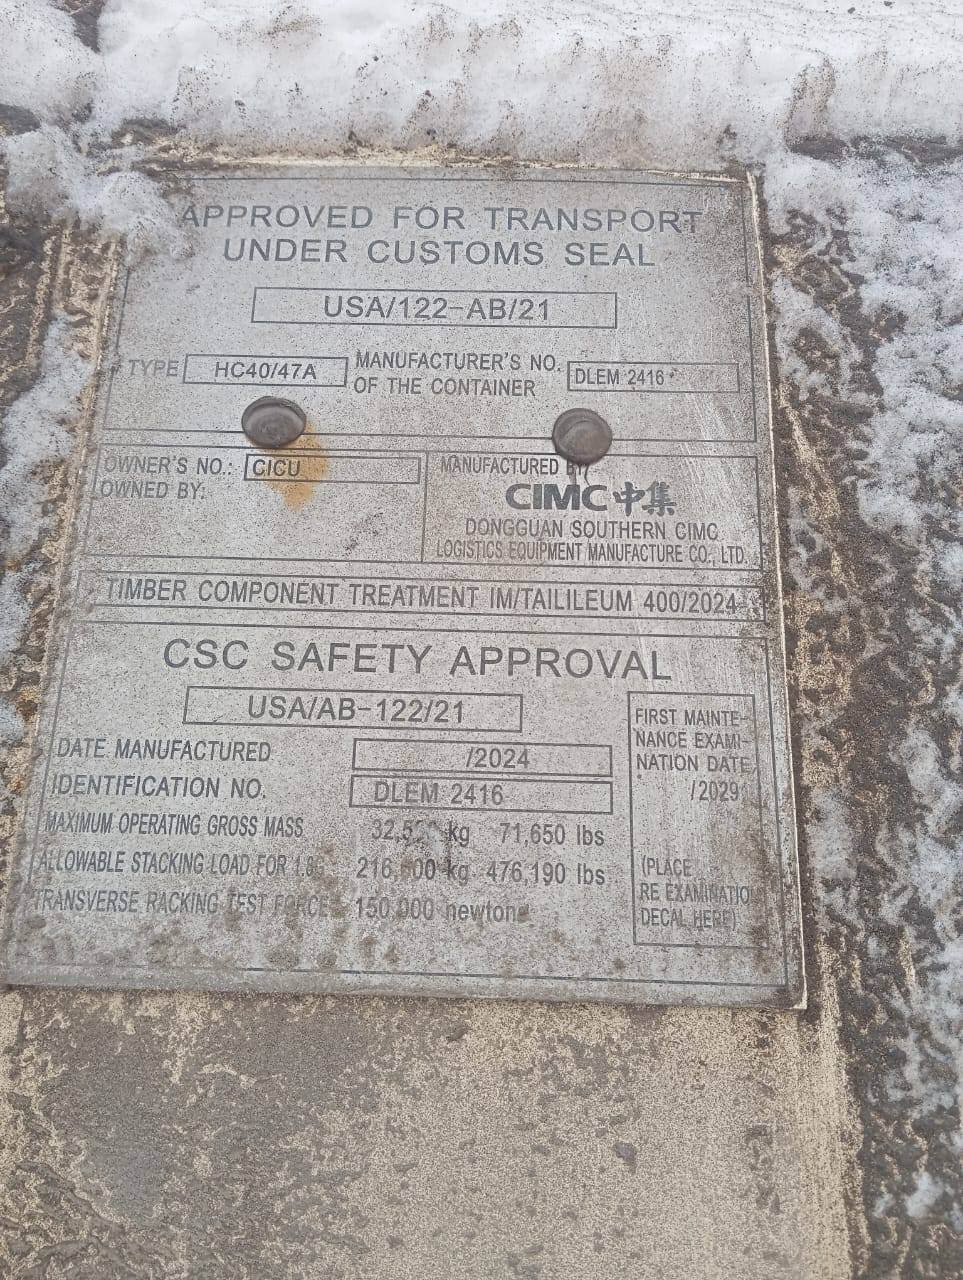 APPROVED FOR TRANSPORT
UNDER CUSTOMS SEAL
USA/122-AB/21
TYPE HC40/47A
MANUFACTURER'S NO.
OF THE CONTAINER
DLEM 2416
OWNER'S NO.: CICU
OWNED BY:
MANUFACTURED
CIMC 中集
DONGGUAN SOUTHERN CIMC
LOGISTICS EQUIPMENT MANUFACTURE CO., LTD.
TIMBER COMPONENT TREATMENT IM/TAILILEUM 400/2024
CSC SAFETY APPROVAL
USA/AB-122/21
DATE MANUFACTURED /2024
IDENTIFICATION NO. DLEM 2416
MAXIMUM OPERATING GROSS MASS kg 71,650 lbs
ALLOWABLE STACKING LOAD FOR kg 476,190 lbs
TRANSVERSE RACKING TEST FORCE 150,000
FIRST MAINTE-
NANCE EXAMI-
NATION DATE
/2029
(PLACE
RE EXAMINATIO
DECAL HERE)